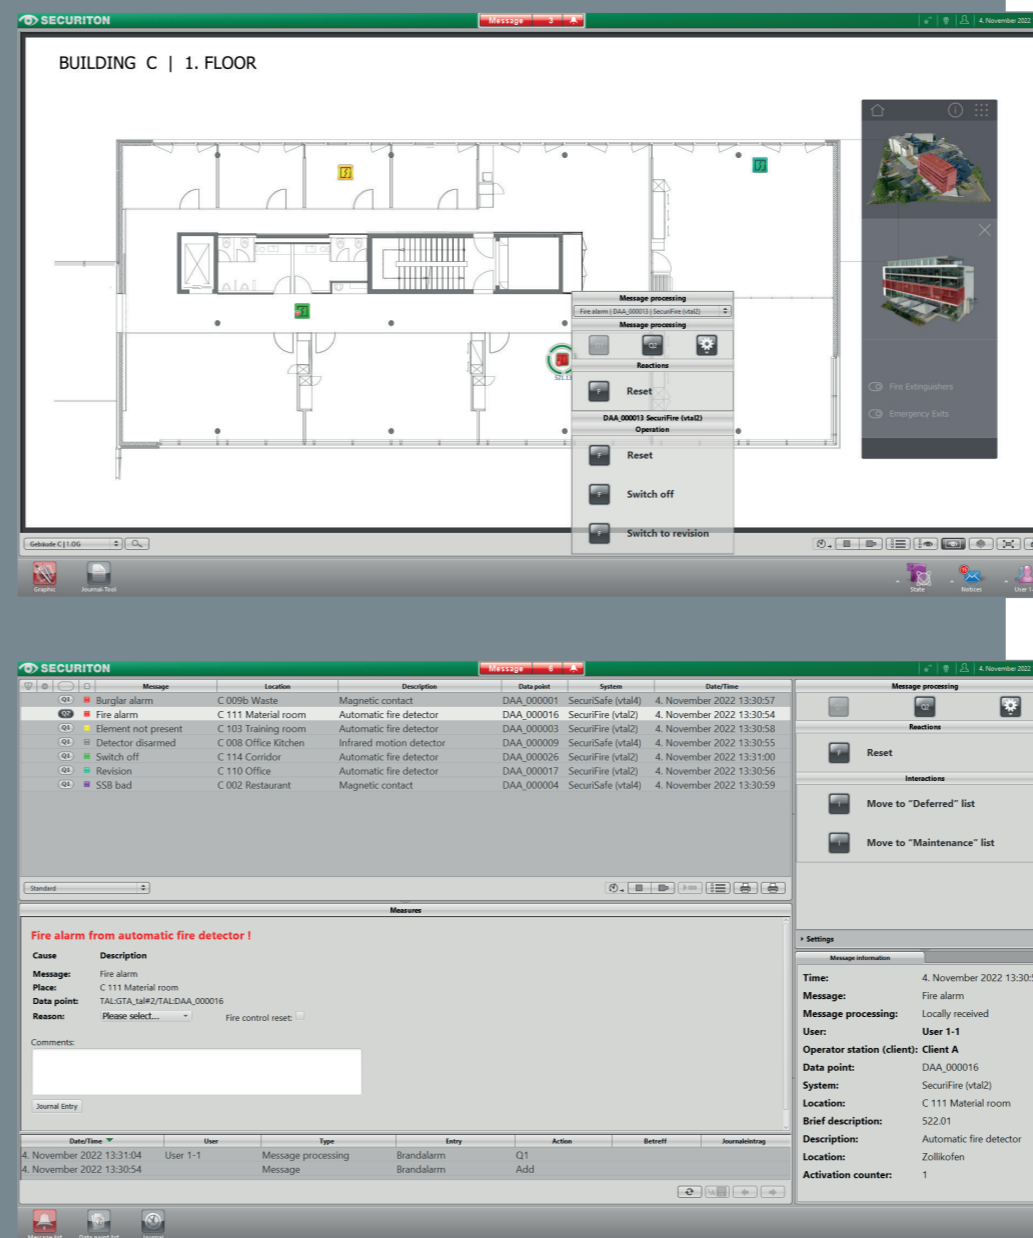 SECURITON
Message 3
4. November 2022
BUILDING C | 1. FLOOR
Message processing
Fire alarm | DAA_000013 | SecuriFire (vtal2)
Message processing
Q2
Reactions
F Reset
DAA_000013 SecuriFire (vtal2)
Operation
F Reset
F Switch off
F Switch to revision
Fire Extinguishers
Emergency Exits
Gebäude C | 1.OG
Graphic
Journal-Tool
State
Notices
User 1-
SECURITON
Message 6
4. November 2022
Message Location Description Data point System Date/Time
Q1 Burglar alarm C 009b Waste Magnetic contact DAA_000001 SecuriSafe (vtal4) 4. November 2022 13:30:57
Q2 Fire alarm C 111 Material room Automatic fire detector DAA_000016 SecuriFire (vtal2) 4. November 2022 13:30:54
Q1 Element not present C 103 Training room Automatic fire detector DAA_000003 SecuriFire (vtal2) 4. November 2022 13:30:58
Q1 Detector disarmed C 008 Office Kitchen Infrared motion detector DAA_000009 SecuriSafe (vtal4) 4. November 2022 13:30:55
Q1 Switch off C 114 Corridor Automatic fire detector DAA_000026 SecuriFire (vtal2) 4. November 2022 13:31:00
Q1 Revision C 110 Office Automatic fire detector DAA_000017 SecuriFire (vtal2) 4. November 2022 13:30:56
Q1 SSB bad C 002 Restaurant Magnetic contact DAA_000004 SecuriSafe (vtal4) 4. November 2022 13:30:59
Standard
Message processing
Q2
Reactions
F Reset
Interactions
Move to "Deferred" list
Move to "Maintenance" list
Settings
Measures
Fire alarm from automatic fire detector !
Cause Description
Message: Fire alarm
Place: C 111 Material room
Data point: TAL:GTA_tal#2/TAL:DAA_000016
Reason: Please select... Fire control reset:
Comments:
Journal Entry
Date/Time User Type Entry Action Betreff Journaleintrag
4. November 2022 13:31:04 User 1-1 Message processing Brandalarm Q1
4. November 2022 13:30:54 Message Brandalarm Add
Message information
Time: 4. November 2022 13:30:5
Message: Fire alarm
Message processing: Locally received
User: User 1-1
Operator station (client): Client A
Data point: DAA_000016
System: SecuriFire (vtal2)
Location: C 111 Material room
Brief description: 522.01
Description: Automatic fire detector
Location: Zollikofen
Activation counter: 1
Message list
Data point list
Journal